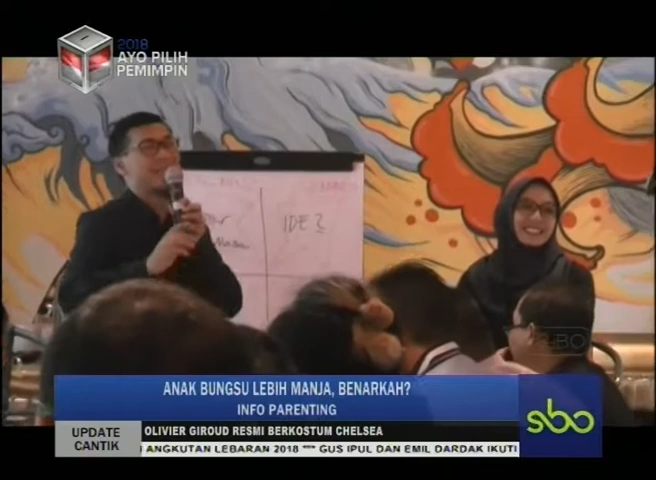 2018
AYO PILIH
PEMIMPIN
IDE 2
SBO
ANAK BUNGSU LEBIH MANJA, BENARKAH?
INFO PARENTING
sbo
UPDATE
CANTIK
OLIVIER GIROUD RESMI BERKOSTUM CHELSEA
ANGKUTAN LEBARAN 2018 GUS IPUL DAN EMIL DARDAK IKUTI